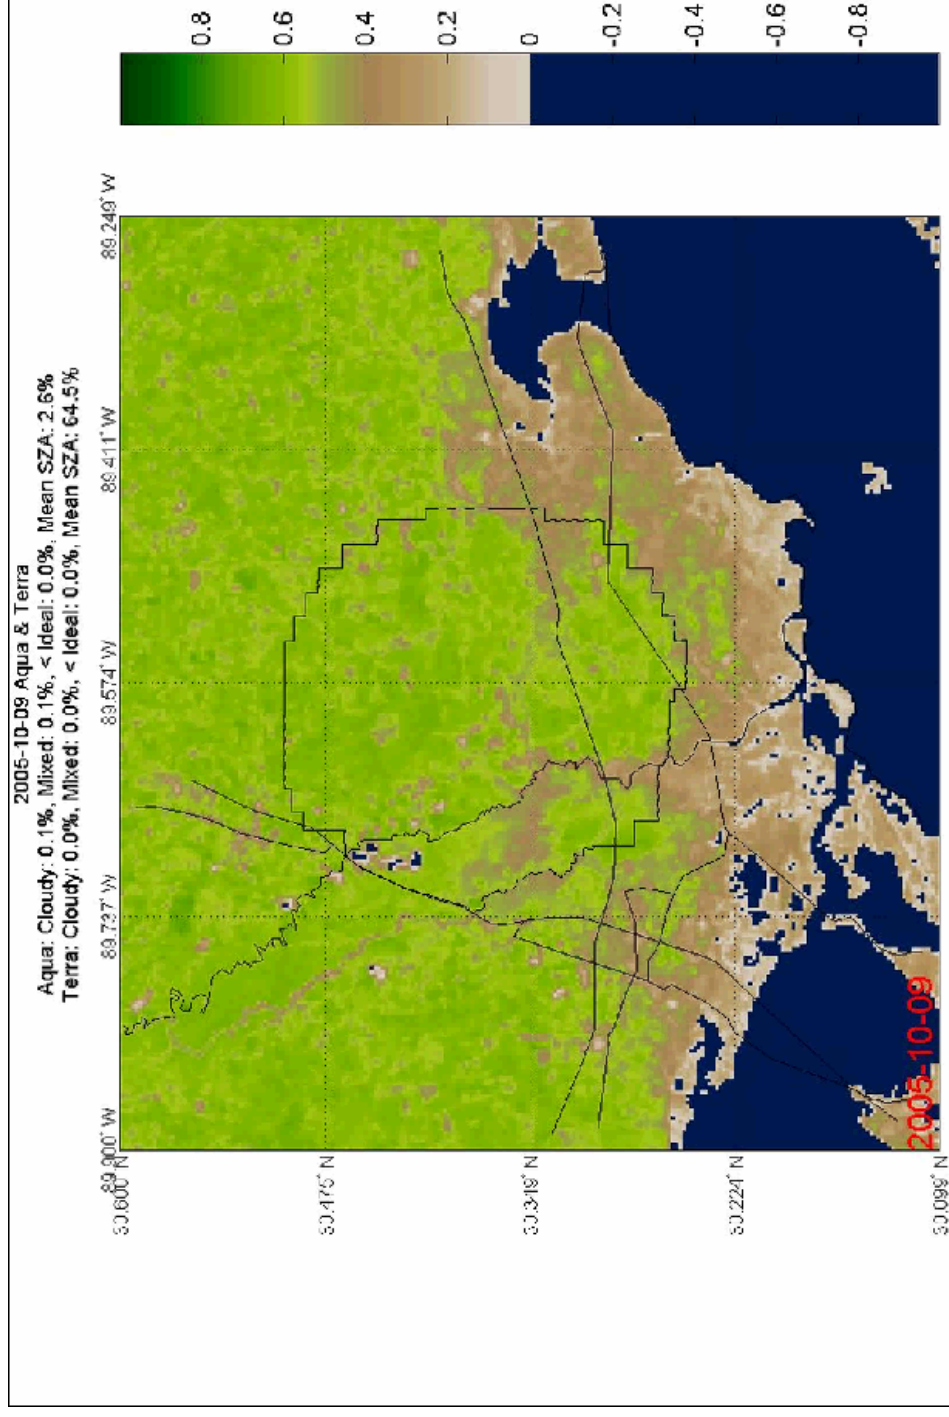 2005-10-09 Aqua & Terra
Aqua: Cloudy: 0.1%, Mixed: 0.1%, < Ideal: 0.0%, Mean SZA: 2.6%
Terra: Cloudy: 0.0%, Mixed: 0.0%, < Ideal: 0.0%, Mean SZA: 64.5%
89.900° W
89.737° W
89.574° W
89.411° W
89.249° W
30.600° N
30.475° N
30.349° N
30.224° N
30.099° N
2005-10-09
0.8
0.6
0.4
0.2
0
-0.2
-0.4
-0.6
-0.8